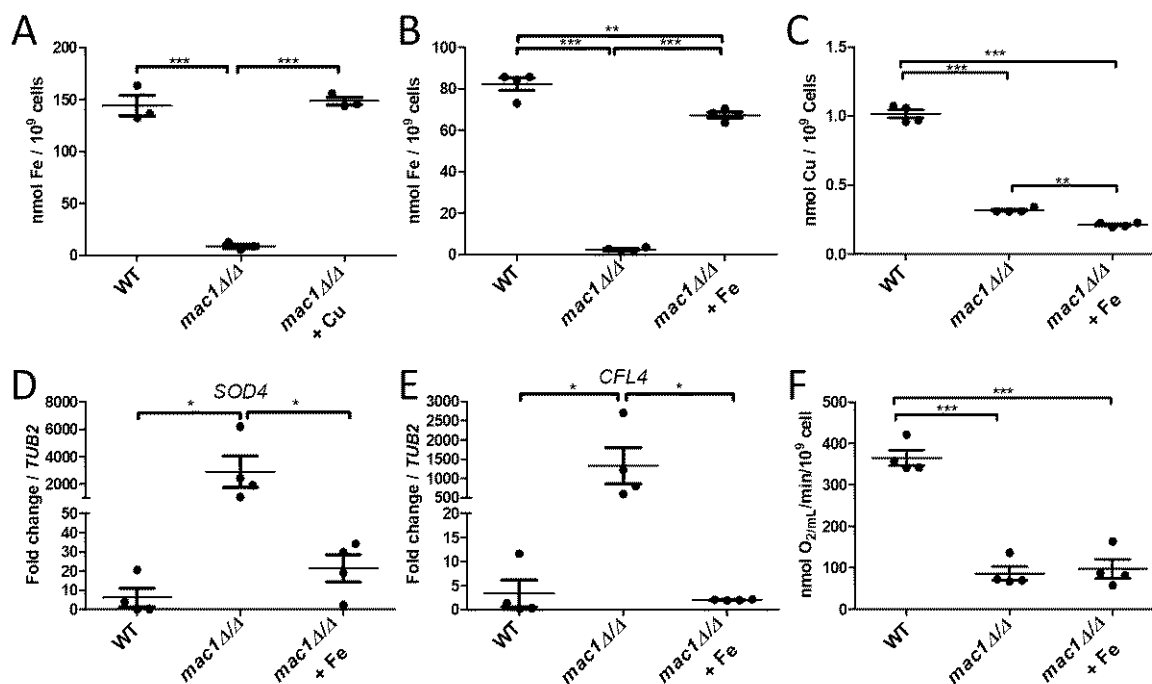 A
nmol Fe / 10⁹ cells
200
150
100
50
0
***
***
WT
mac1Δ/Δ
mac1Δ/Δ
+ Cu
B
nmol Fe / 10⁹ cells
100
80
60
40
20
0
**
***
***
WT
mac1Δ/Δ
mac1Δ/Δ
+ Fe
C
nmol Cu / 10⁹ Cells
1.5
1.0
0.5
0.0
***
***
**
WT
mac1Δ/Δ
mac1Δ/Δ
+ Fe
D
SOD4
Fold change / TUB2
8000
6000
4000
2000
50
40
30
20
10
0
*
*
WT
mac1Δ/Δ
mac1Δ/Δ
+ Fe
E
CFL4
Fold change / TUB2
3000
2500
2000
1500
1000
500
20
15
10
5
0
*
*
WT
mac1Δ/Δ
mac1Δ/Δ
+ Fe
F
nmol O₂/mL/min/10⁹ cell
500
400
300
200
100
0
***
***
WT
mac1Δ/Δ
mac1Δ/Δ
+ Fe